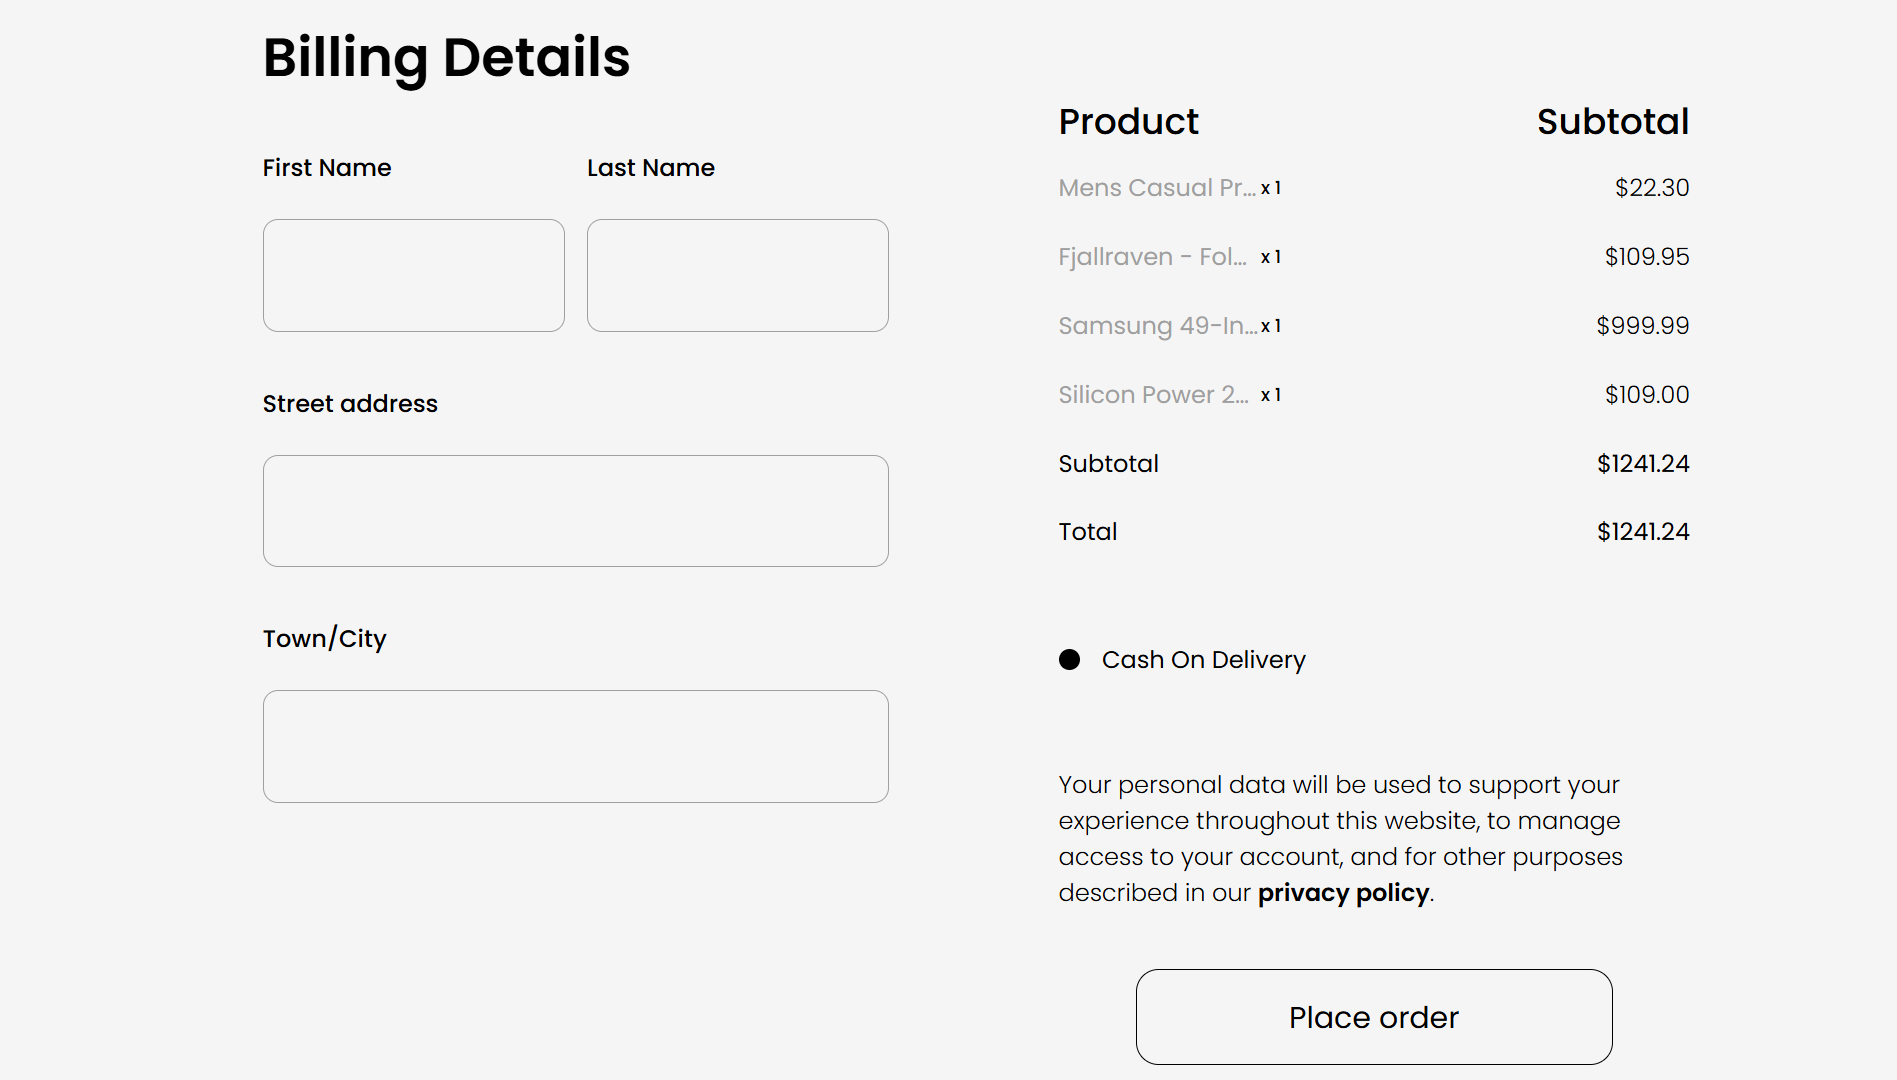 Billing Details
First Name
Last Name
Street address
Town/City
Product Subtotal
Mens Casual Pr... x 1 $22.30
Fjallraven - Fol... x 1 $109.95
Samsung 49-In... x 1 $999.99
Silicon Power 2... x 1 $109.00
Subtotal $1241.24
Total $1241.24
Cash On Delivery
Your personal data will be used to support your
experience throughout this website, to manage
access to your account, and for other purposes
described in our privacy policy.
Place order